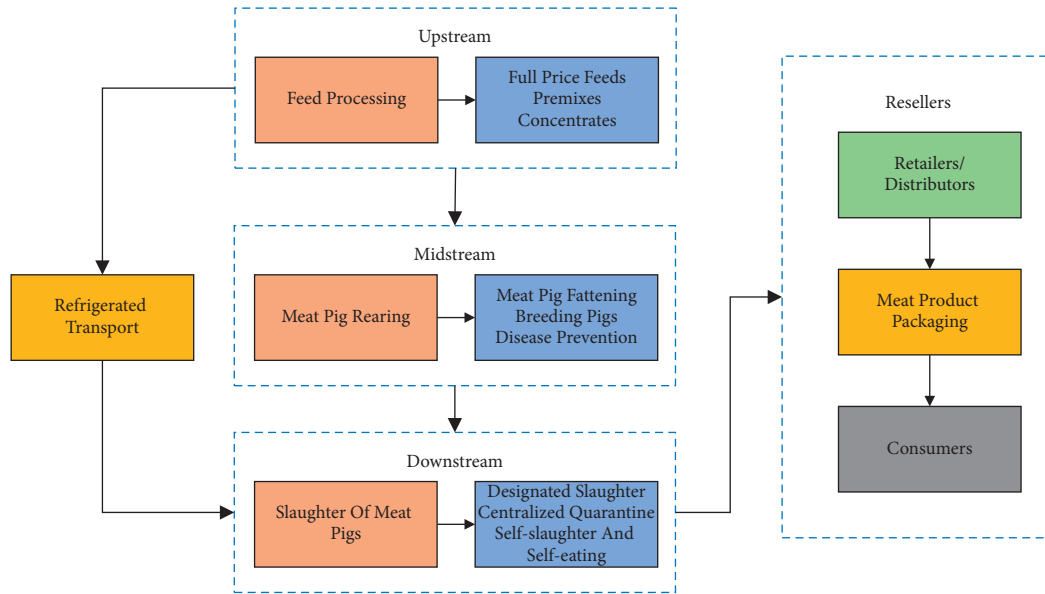 Upstream
Feed Processing
Full Price Feeds
Premixes
Concentrates
Refrigerated
Transport
Midstream
Meat Pig Rearing
Meat Pig Fattening
Breeding Pigs
Disease Prevention
Downstream
Slaughter Of Meat
Pigs
Designated Slaughter
Centralized Quarantine
Self-slaughter And
Self-eating
Resellers
Retailers/
Distributors
Meat Product
Packaging
Consumers